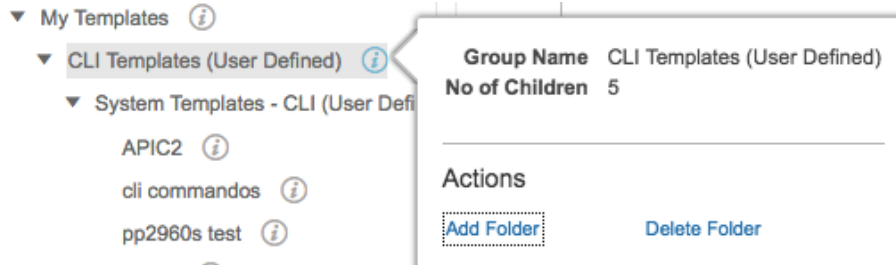 My Templates
CLI Templates (User Defined)
System Templates - CLI (User Defi
APIC2
cli commandos
pp2960s test
Group Name CLI Templates (User Defined)
No of Children 5
Actions
Add Folder Delete Folder